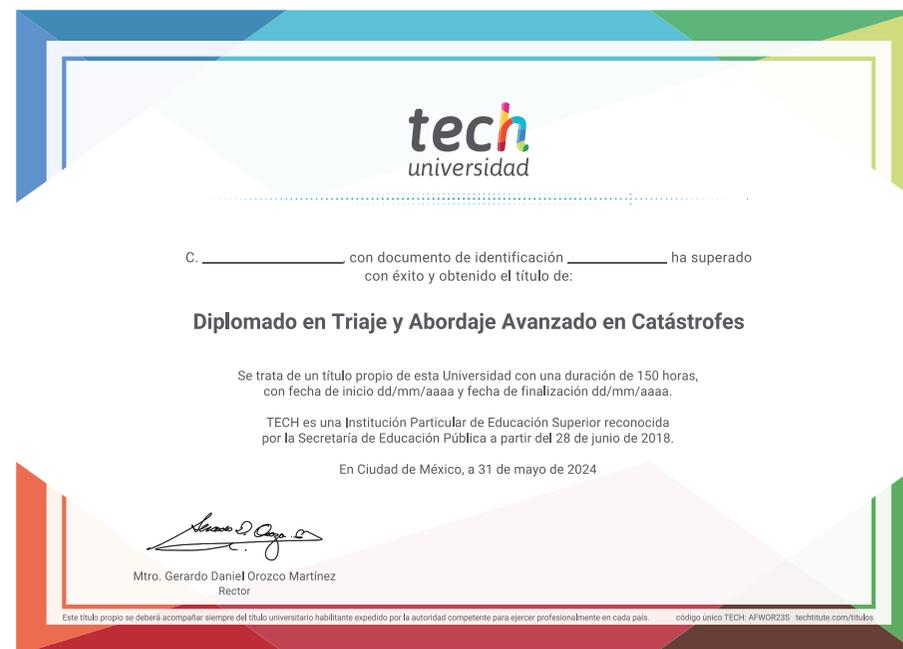 tech
universidad
C. ____________________, con documento de identificación ______________ ha superado
con éxito y obtenido el título de:
Diplomado en Triaje y Abordaje Avanzado en Catástrofes
Se trata de un título propio de esta Universidad con una duración de 150 horas,
con fecha de inicio dd/mm/aaaa y fecha de finalización dd/mm/aaaa.
TECH es una Institución Particular de Educación Superior reconocida
por la Secretaría de Educación Pública a partir del 28 de junio de 2018.
En Ciudad de México, a 31 de mayo de 2024
Mtro. Gerardo Daniel Orozco Martínez
Rector
Este título propio se deberá acompañar siempre del título universitario habilitante expedido por la autoridad competente para ejercer profesionalmente en cada país. código único TECH: AFWOR23S techtitute.com/titulos